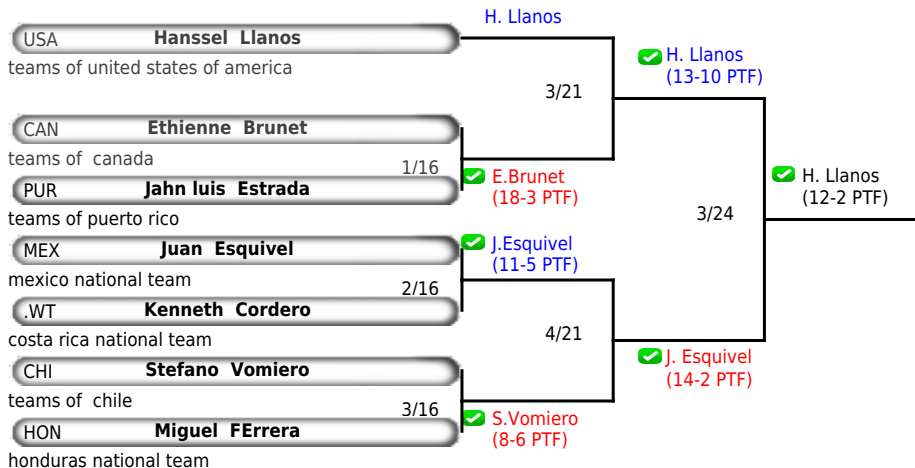 H. Llanos
USA Hanssel Llanos
teams of united states of america
H. Llanos
(13-10 PTF)
3/21
CAN Ethienne Brunet
teams of canada
1/16
E.Brunet
(18-3 PTF)
PUR Jahn luis Estrada
teams of puerto rico
H. Llanos
(12-2 PTF)
3/24
MEX Juan Esquivel
mexico national team
J.Esquivel
(11-5 PTF)
2/16
.WT Kenneth Cordero
costa rica national team
4/21
J. Esquivel
(14-2 PTF)
CHI Stefano Vomiero
teams of chile
3/16
S.Vomiero
(8-6 PTF)
HON Miguel FErrera
honduras national team